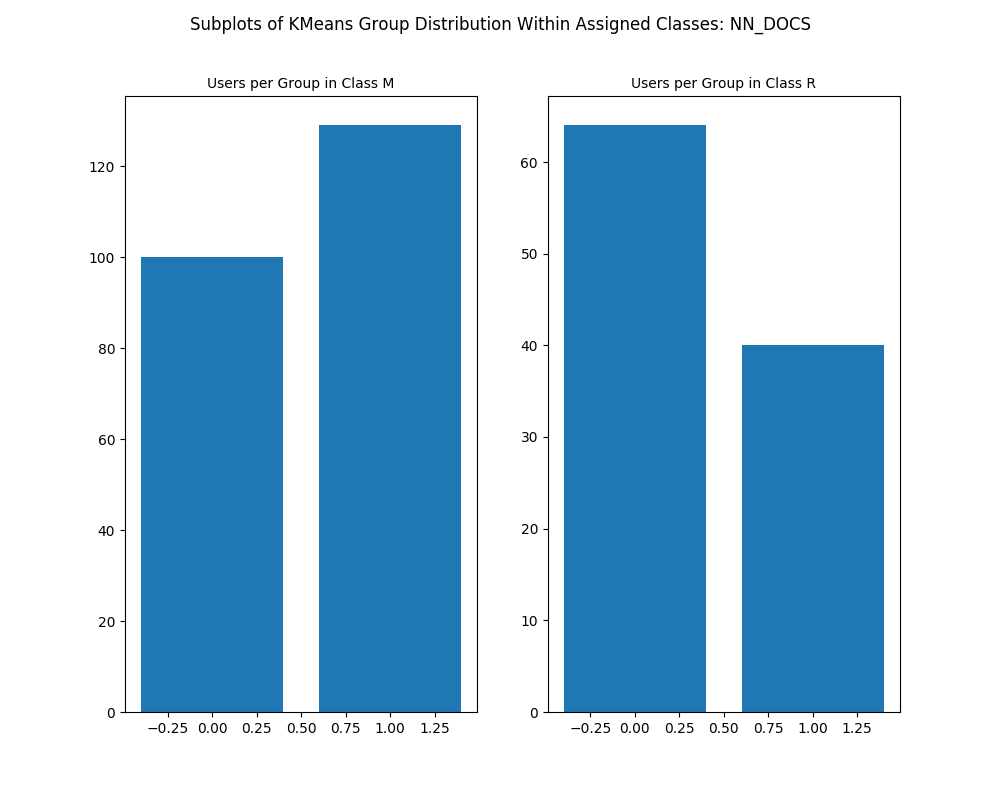 Subplots of KMeans Group Distribution Within Assigned Classes: NN_DOCS
Users per Group in Class M
120
100
80
60
40
20
0
−0.25 0.00 0.25 0.50 0.75 1.00 1.25
Users per Group in Class R
60
50
40
30
20
10
0
−0.25 0.00 0.25 0.50 0.75 1.00 1.25